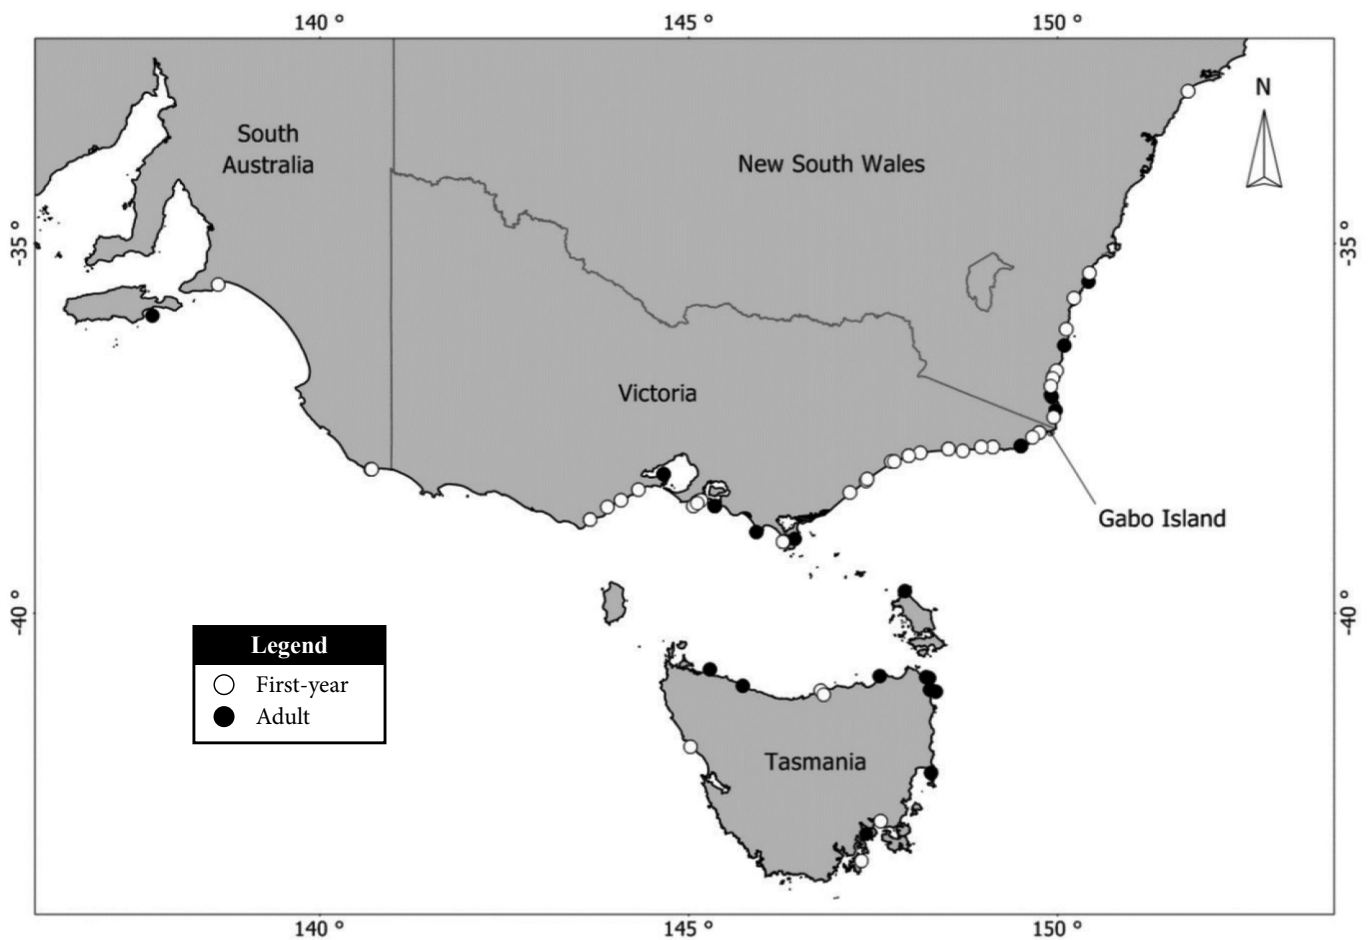 140 °
145 °
150 °
N
South
Australia
New South Wales
-35 °
-35 °
Victoria
Gabo Island
-40 °
-40 °
Legend
First-year
Adult
Tasmania
140 °
145 °
150 °